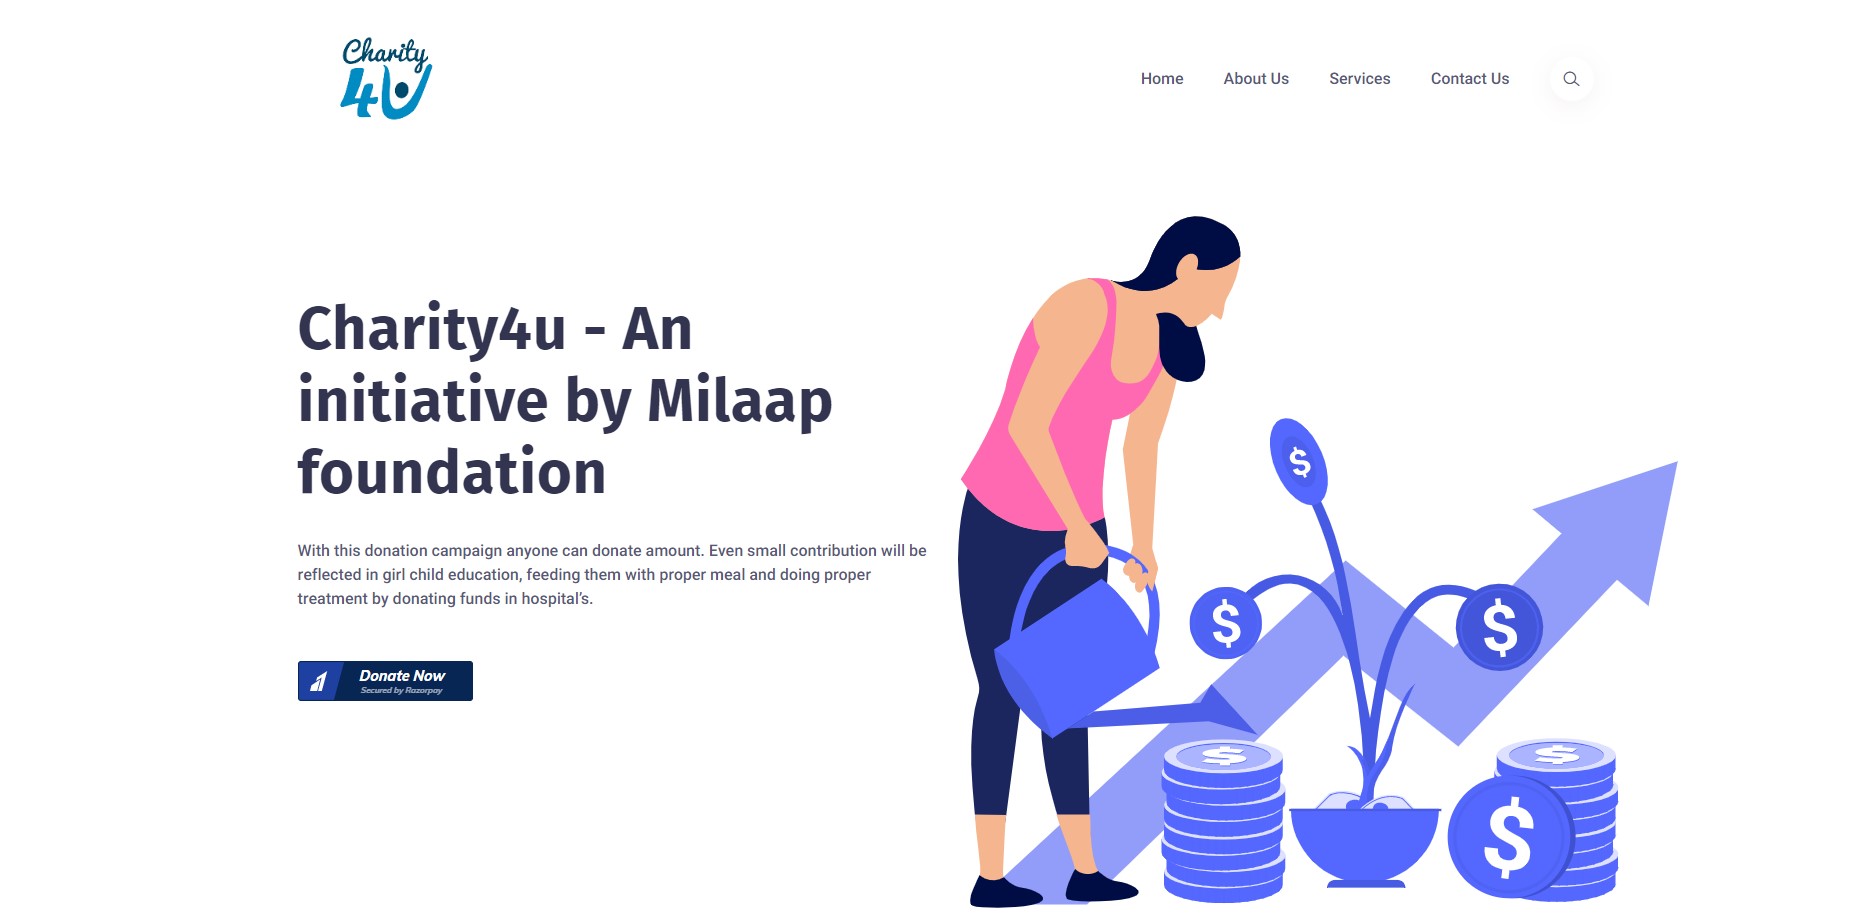 Charity
4U
Home About Us Services Contact Us
Charity4u - An
initiative by Milaap
foundation
With this donation campaign anyone can donate amount. Even small contribution will be
reflected in girl child education, feeding them with proper meal and doing proper
treatment by donating funds in hospital's.
Donate Now
Secured by Razorpay
$
$
$
$
$
$